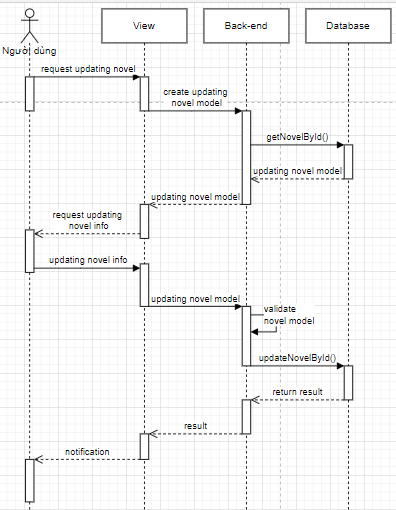 View
Back-end
Database
Người dùng
request updating novel
create updating
novel model
getNovelById()
updating novel model
updating novel model
request updating
novel info
updating novel info
updating novel model
validate
novel model
updateNovelById()
return result
result
notification